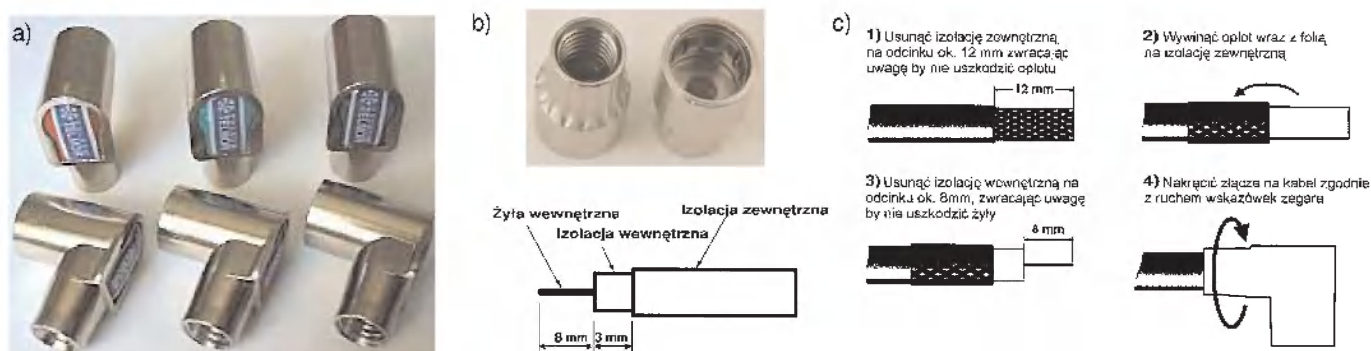 a)
b)
Żyła wewnętrzna
Izolacja wewnętrzna
Izolacja zewnętrzna
8 mm
3 mm
c)
1) Usunąć izolację zewnętrzną
na odcinku ok. 12 mm zwracając
uwagę by nie uszkodzić oplotu
12 mm
2) Wywinąć oplot wraz z folią
na izolację zewnętrzną
3) Usunąć izolację wewnętrzną na
odcinku ok. 8mm, zwracając uwagę
by nie uszkodzić żyły
8 mm
4) Nakręcić złącze na kabel zgodnie
z ruchem wskazówek zegara